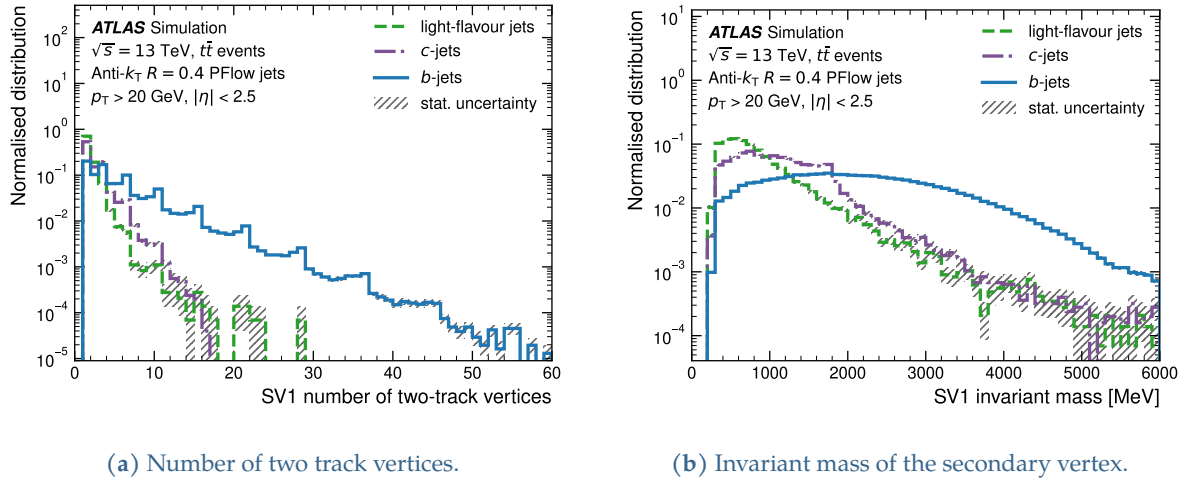 ATLAS Simulation
√s = 13 TeV, tt̄ events
Anti-kT R = 0.4 PFlow jets
pT > 20 GeV, |η| < 2.5
light-flavour jets
c-jets
b-jets
stat. uncertainty
Normalised distribution
10²
10¹
10⁰
10⁻¹
10⁻²
10⁻³
10⁻⁴
10⁻⁵
0 10 20 30 40 50 60
SV1 number of two-track vertices
(a) Number of two track vertices.
ATLAS Simulation
√s = 13 TeV, tt̄ events
Anti-kT R = 0.4 PFlow jets
pT > 20 GeV, |η| < 2.5
light-flavour jets
c-jets
b-jets
stat. uncertainty
Normalised distribution
10¹
10⁰
10⁻¹
10⁻²
10⁻³
10⁻⁴
0 1000 2000 3000 4000 5000 6000
SV1 invariant mass [MeV]
(b) Invariant mass of the secondary vertex.